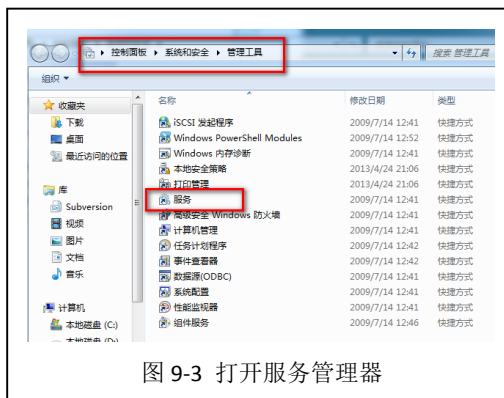 控制面板 ▸ 系统和安全 ▸ 管理工具
搜索 管理工具
组织
名称 修改日期 类型
收藏夹
下载
桌面
最近访问的位置
库
Subversion
视频
图片
文档
音乐
计算机
本地磁盘 (C:)
本地磁盘 (D:)
iSCSI 发起程序 2009/7/14 12:41 快捷方式
Windows PowerShell Modules 2009/7/14 12:52 快捷方式
Windows 内存诊断 2009/7/14 12:41 快捷方式
本地安全策略 2013/4/24 21:06 快捷方式
打印管理 2013/4/24 21:06 快捷方式
服务 2009/7/14 12:41 快捷方式
高级安全 Windows 防火墙 2009/7/14 12:41 快捷方式
计算机管理 2009/7/14 12:41 快捷方式
任务计划程序 2009/7/14 12:42 快捷方式
事件查看器 2009/7/14 12:42 快捷方式
数据源(ODBC) 2009/7/14 12:41 快捷方式
系统配置 2009/7/14 12:41 快捷方式
性能监视器 2009/7/14 12:41 快捷方式
组件服务 2009/7/14 12:46 快捷方式
图 9-3 打开服务管理器